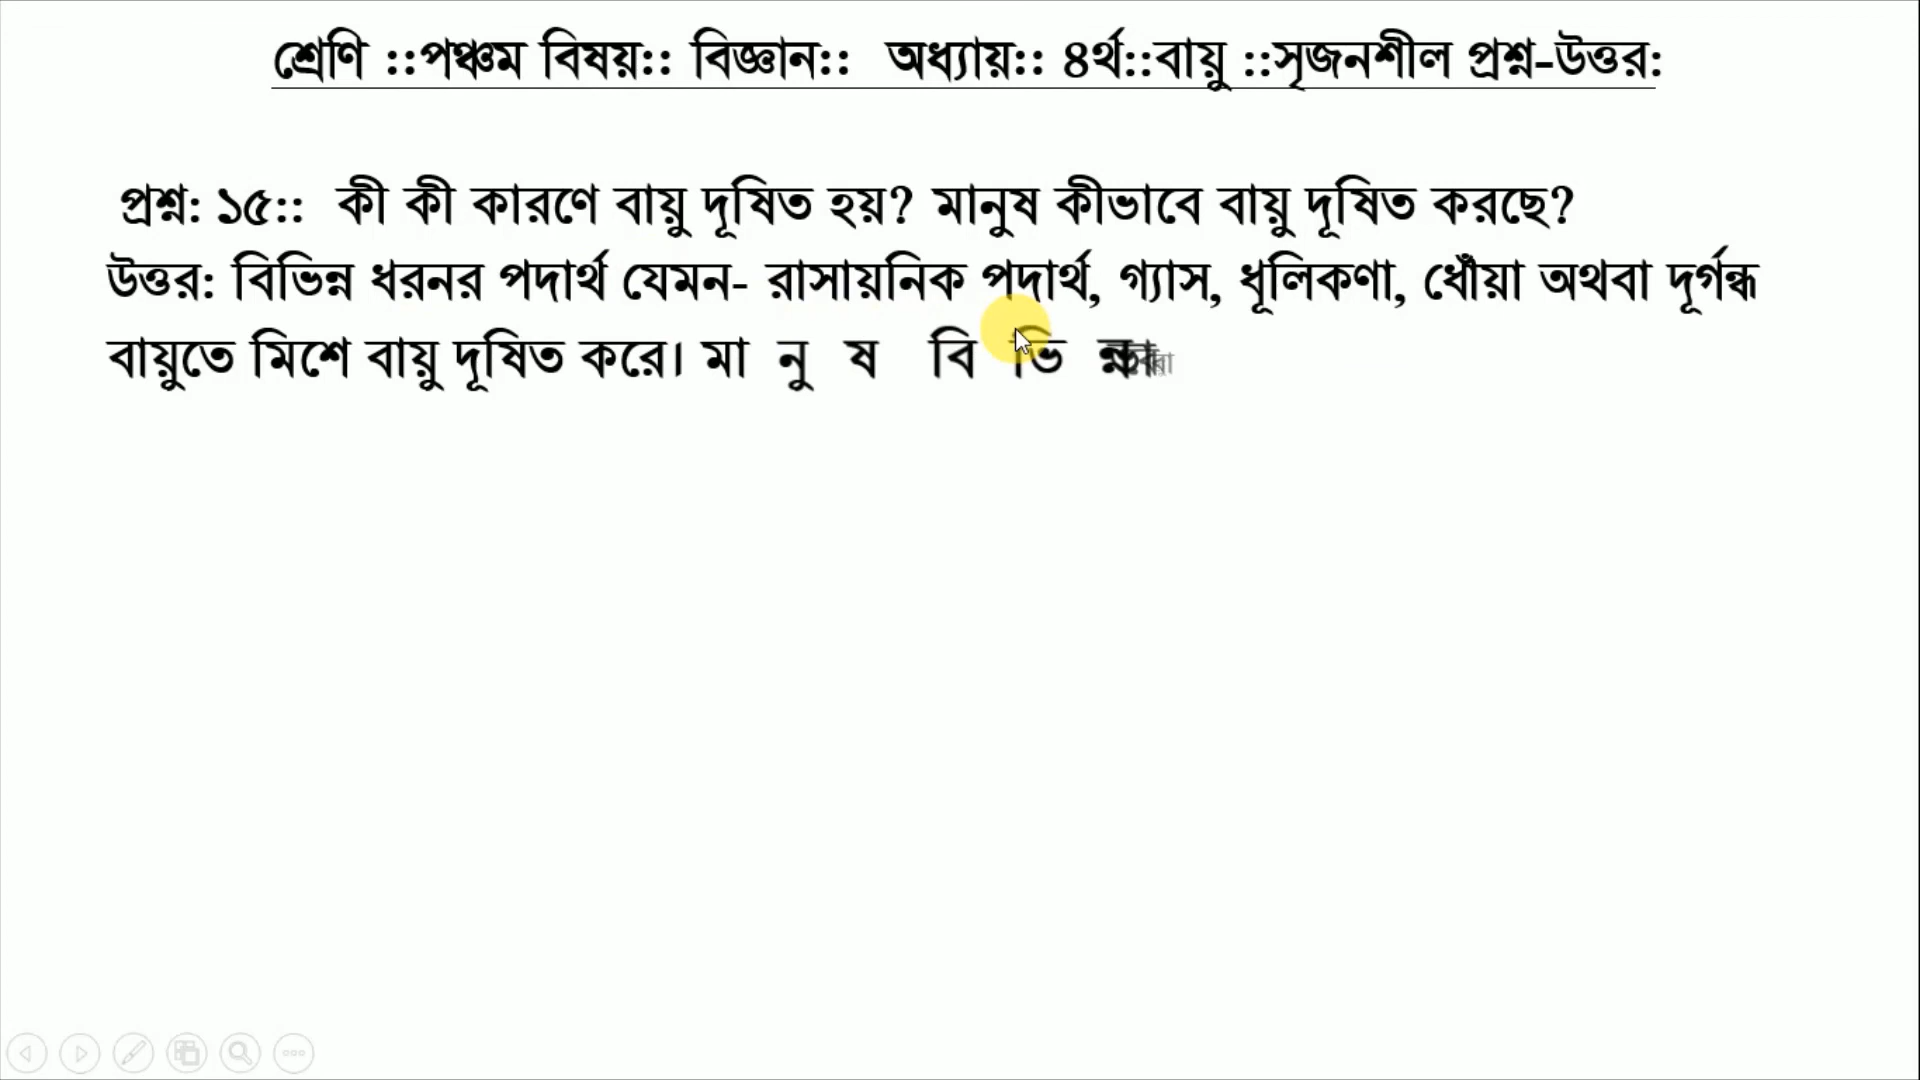 শ্রেণি ::পঞ্চম বিষয়:: বিজ্ঞান:: অধ্যায়:: ৪র্থ::বায়ু ::সৃজনশীল প্রশ্ন-উত্তর:
প্রশ্ন: ১৫:: কী কী কারণে বায়ু দূষিত হয়? মানুষ কীভাবে বায়ু দূষিত করছে?
উত্তর: বিভিন্ন ধরনর পদার্থ যেমন- রাসায়নিক পদার্থ, গ্যাস, ধূলিকণা, ধোঁয়া অথবা দূর্গন্ধ
বায়ুতে মিশে বায়ু দূষিত করে। মা নু ষ বি ভি ন্ন